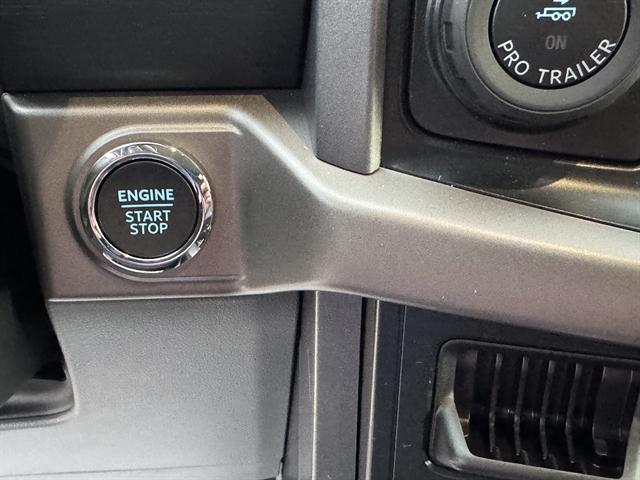 ON
PRO TRAILER
ENGINE
START
STOP